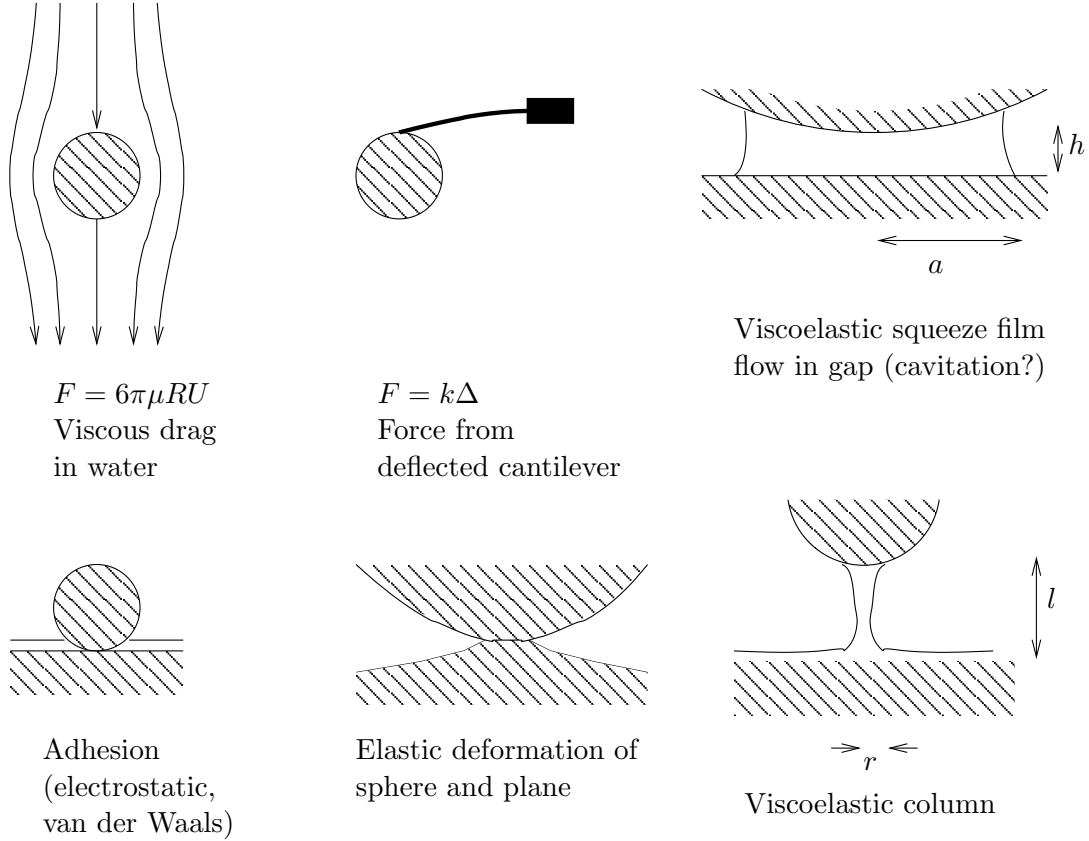 h
a
Viscoelastic squeeze film
flow in gap (cavitation?)
F = 6πμRU
Viscous drag
in water
F = kΔ
Force from
deflected cantilever
l
Adhesion
(electrostatic,
van der Waals)
Elastic deformation of
sphere and plane
r
Viscoelastic column